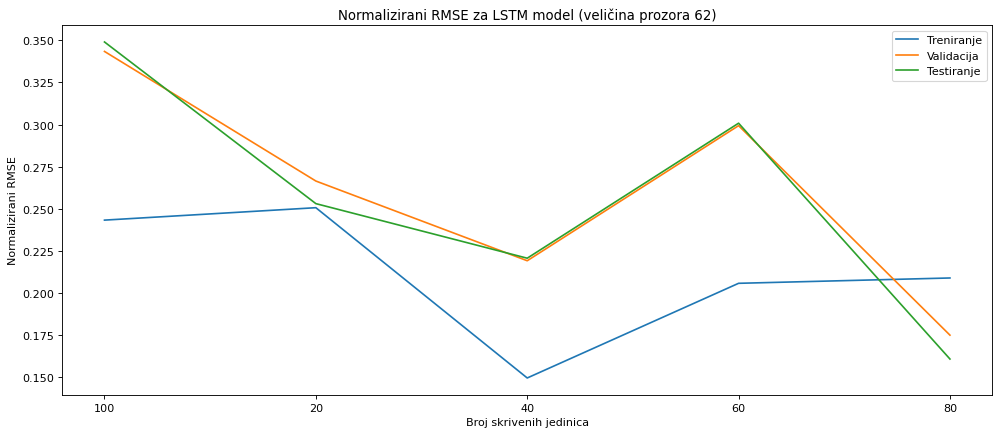 Normalizirani RMSE za LSTM model (veličina prozora 62)
Treniranje
Validacija
Testiranje
Normalizirani RMSE
0.350
0.325
0.300
0.275
0.250
0.225
0.200
0.175
0.150
100 20 40 60 80
Broj skrivenih jedinica